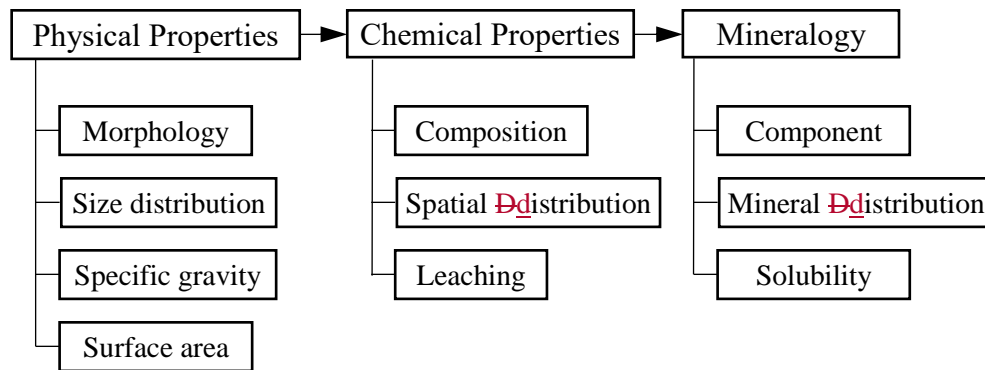 Physical Properties
Chemical Properties
Mineralogy
Morphology
Composition
Component
Size distribution
Spatial Ddistribution
Mineral Ddistribution
Specific gravity
Leaching
Solubility
Surface area